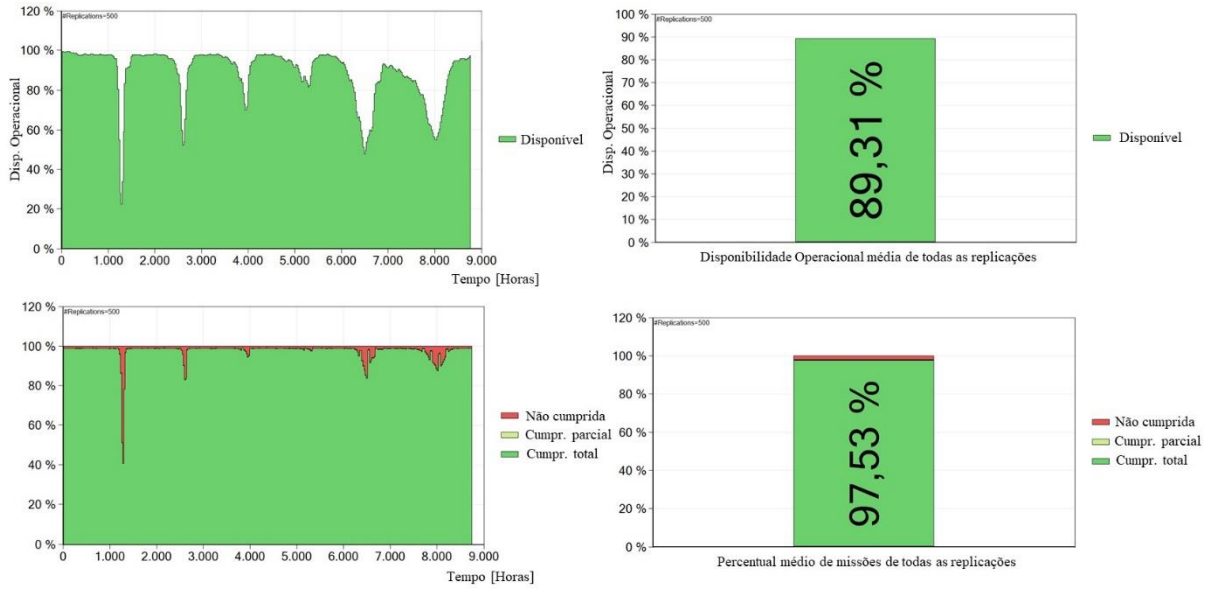 120 %
#Replications=500
100 %
80 %
60 %
40 %
20 %
0 %
Disp. Operacional
0 1.000 2.000 3.000 4.000 5.000 6.000 7.000 8.000 9.000
Tempo [Horas]
Disponível
100 %
#Replications=500
90 %
80 %
70 %
60 %
50 %
40 %
30 %
20 %
10 %
0 %
Disp. Operacional
89,31 %
Disponibilidade Operacional média de todas as replicações
Disponível
120 %
#Replications=500
100 %
80 %
60 %
40 %
20 %
0 %
0 1.000 2.000 3.000 4.000 5.000 6.000 7.000 8.000 9.000
Tempo [Horas]
Não cumprida
Cumpr. parcial
Cumpr. total
120 %
#Replications=500
100 %
80 %
60 %
40 %
20 %
0 %
97,53 %
Percentual médio de missões de todas as replicações
Não cumprida
Cumpr. parcial
Cumpr. total